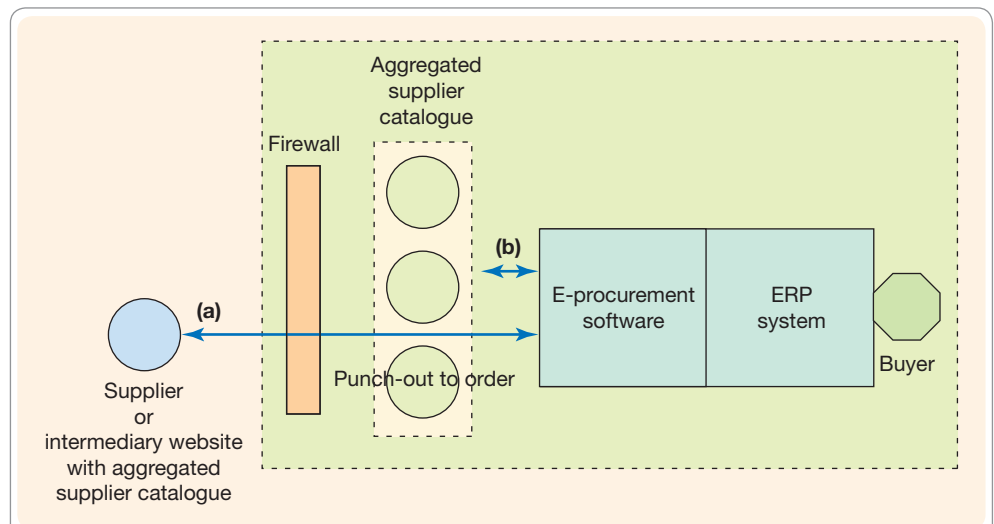 Aggregated
supplier
catalogue
Firewall
(b)
E-procurement
software
ERP
system
(a)
Punch-out to order
Buyer
Supplier
or
intermediary website
with aggregated
supplier catalogue